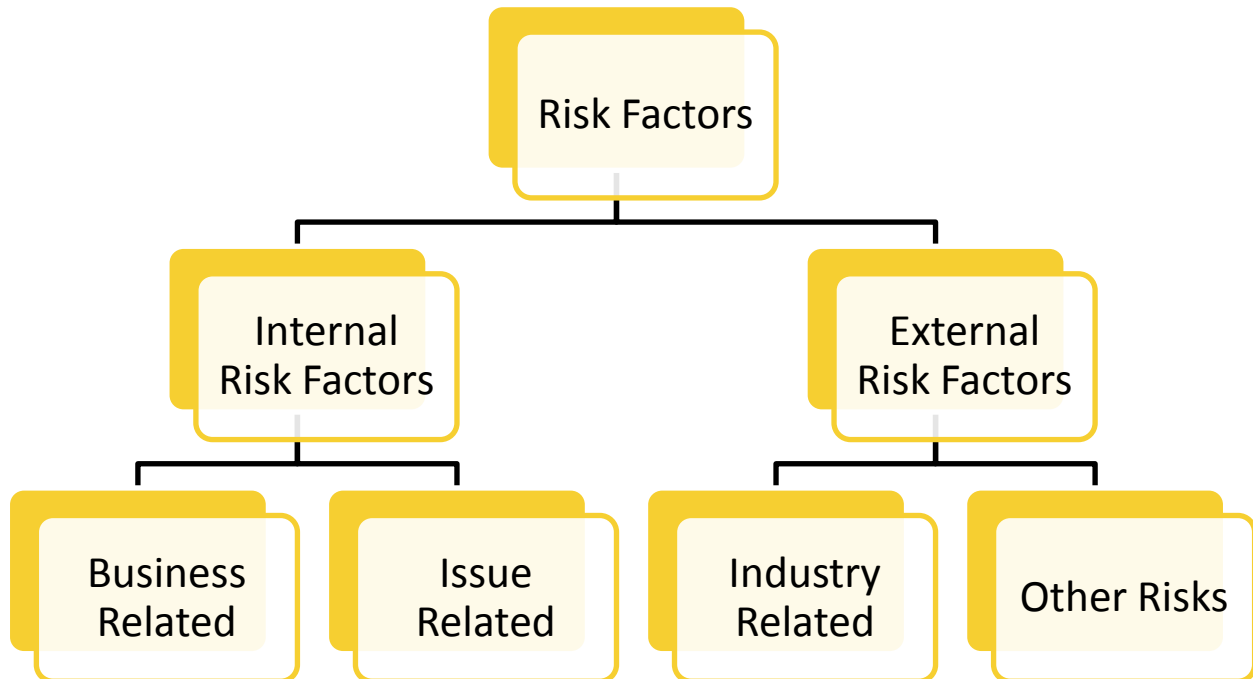 Risk Factors
Internal
Risk Factors
External
Risk Factors
Business
Related
Issue
Related
Industry
Related
Other Risks